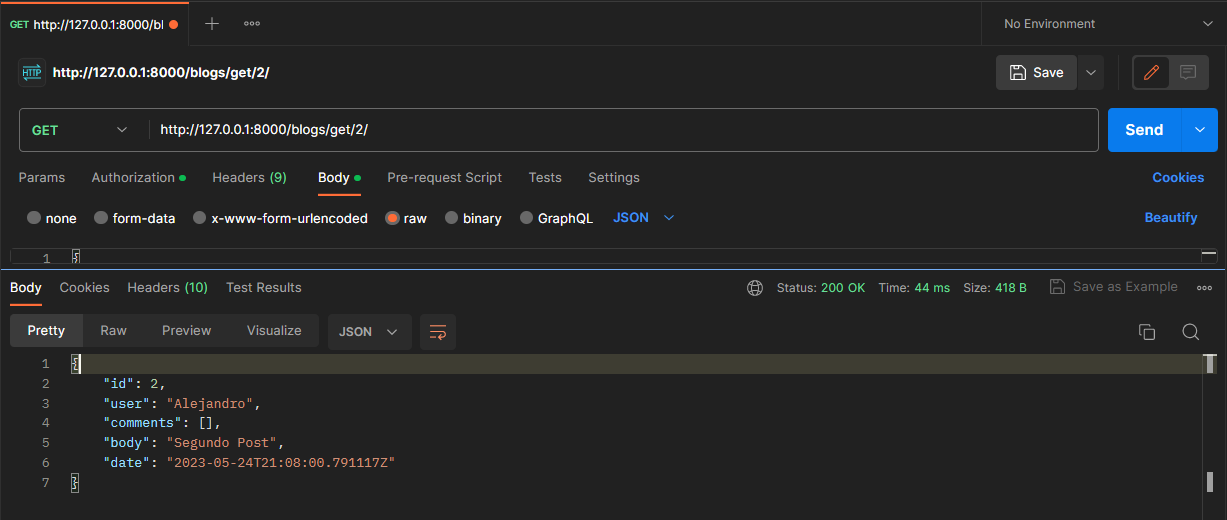 GET http://127.0.0.1:8000/bl
No Environment
HTTP http://127.0.0.1:8000/blogs/get/2/
Save
GET http://127.0.0.1:8000/blogs/get/2/
Send
Params Authorization Headers (9) Body Pre-request Script Tests Settings Cookies
none form-data x-www-form-urlencoded raw binary GraphQL JSON Beautify
1 {
Body Cookies Headers (10) Test Results Status: 200 OK Time: 44 ms Size: 418 B Save as Example
Pretty Raw Preview Visualize JSON
1 {
2 "id": 2,
3 "user": "Alejandro",
4 "comments": [],
5 "body": "Segundo Post",
6 "date": "2023-05-24T21:08:00.791117Z"
7 }